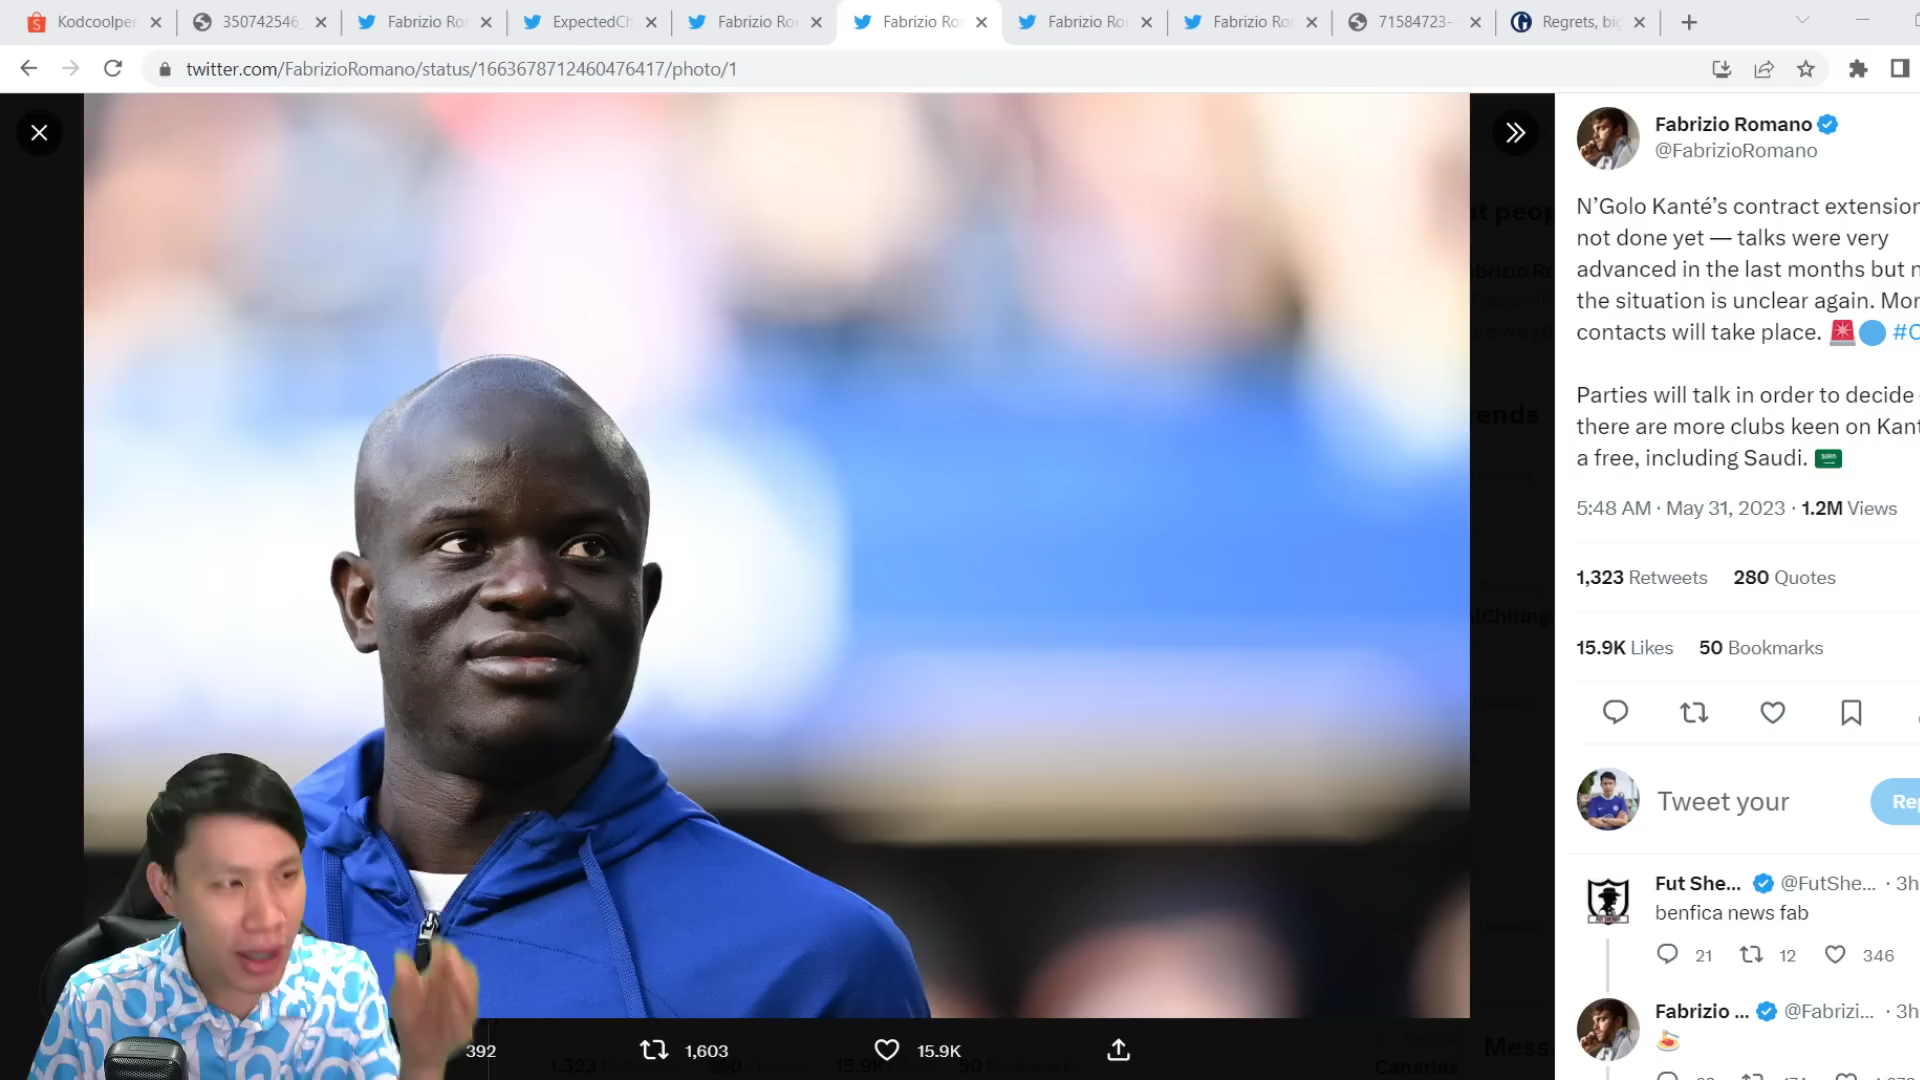 Kodcoolper
350742546
Fabrizio Ro
ExpectedCh
Fabrizio Ro
Fabrizio Ro
Fabrizio Ro
Fabrizio Ro
71584723-
Regrets, big
twitter.com/FabrizioRomano/status/1663678712460476417/photo/1
Fabrizio Romano
@FabrizioRomano
N’Golo Kanté’s contract extension
not done yet — talks were very
advanced in the last months but n
the situation is unclear again. Mor
contacts will take place. #C
Parties will talk in order to decide
there are more clubs keen on Kant
a free, including Saudi.
5:48 AM · May 31, 2023 · 1.2M Views
1,323 Retweets 280 Quotes
15.9K Likes 50 Bookmarks
Tweet your
Re
Fut She... @FutShe... · 3h
benfica news fab
21 12 346
Fabrizio ... @Fabrizi... · 3h
392 1,603 15.9K